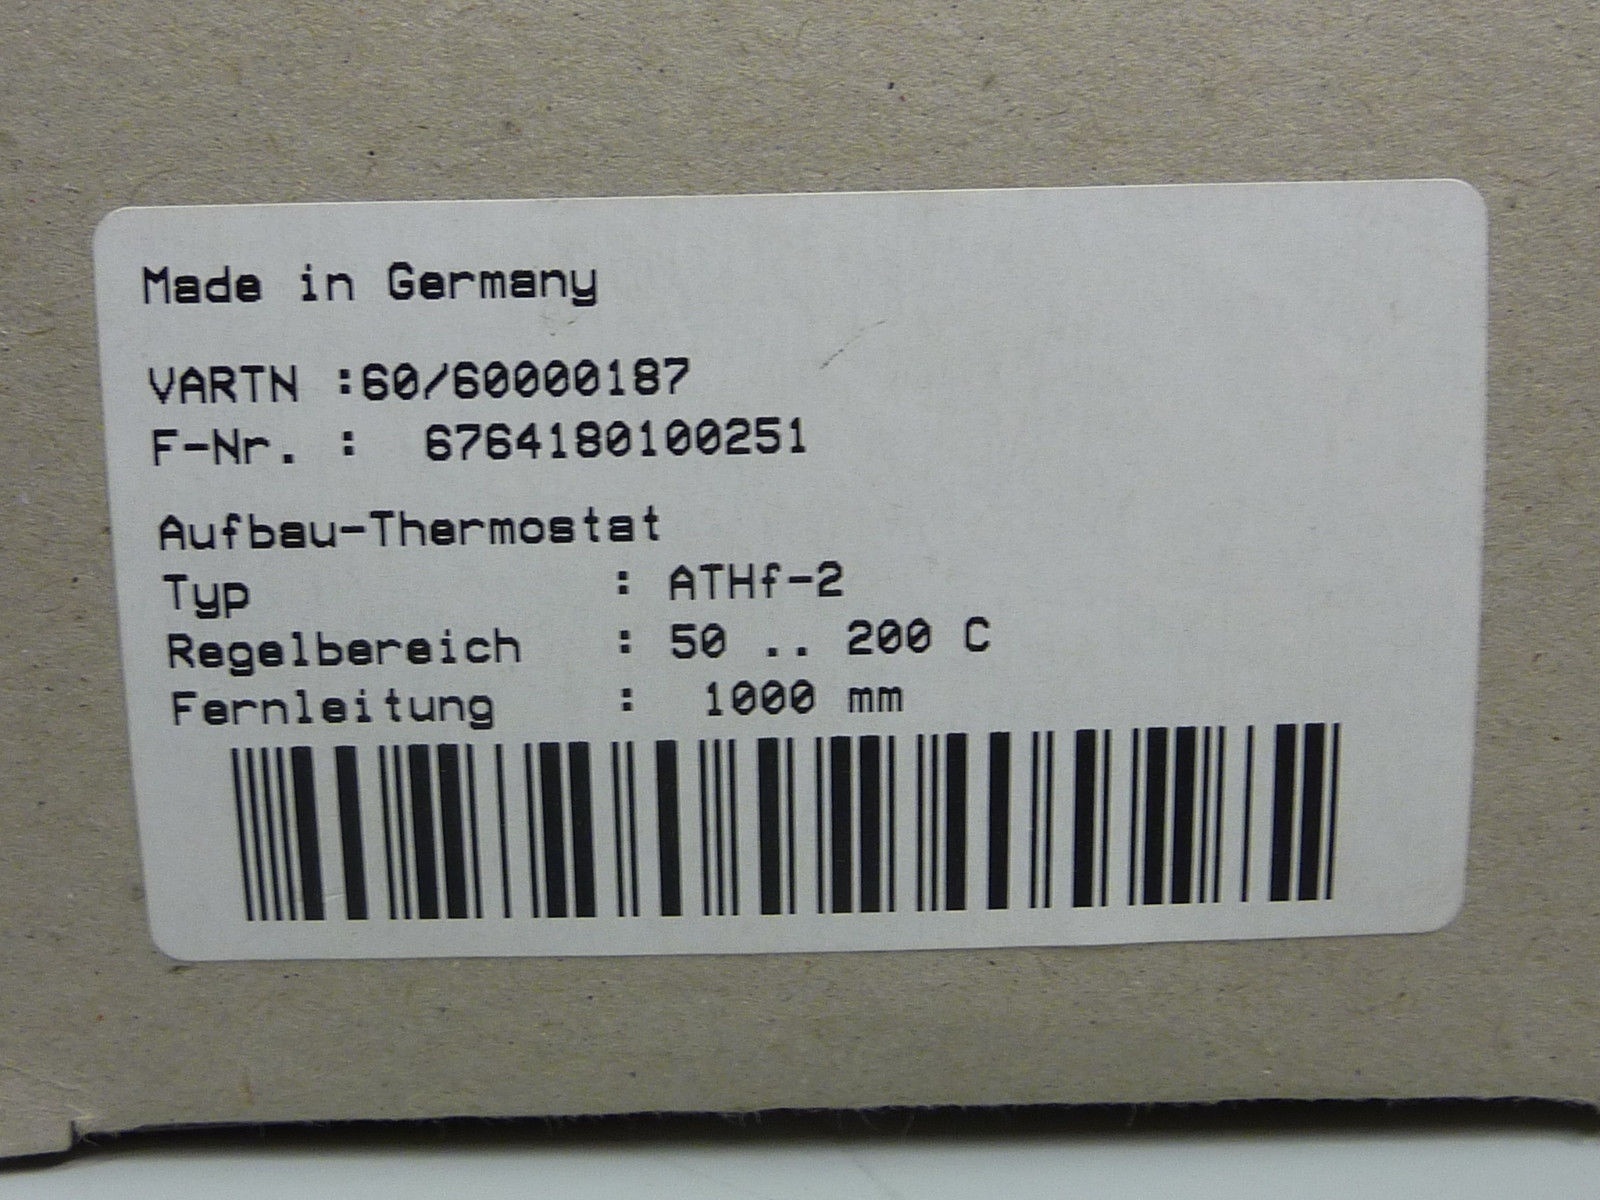 Made in Germany
VARTN :60/60000187
F-Nr. : 6764180100251
Aufbau-Thermostat
Typ : ATHf-2
Regelbereich : 50 .. 200 C
Fernleitung : 1000 mm